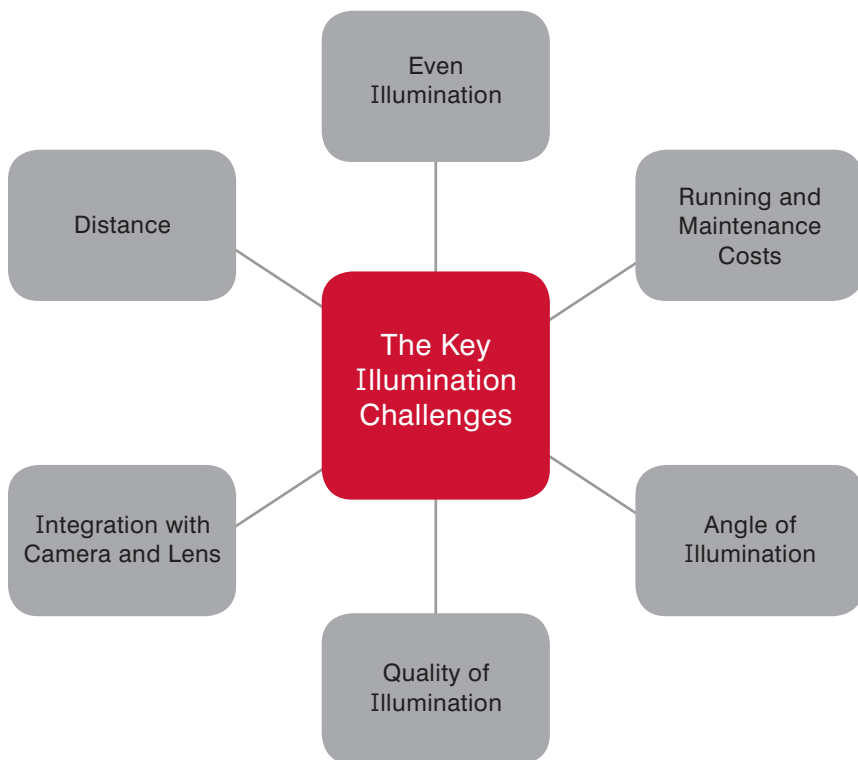 Even
Illumination
Distance
Running and
Maintenance
Costs
The Key
Illumination
Challenges
Integration with
Camera and Lens
Angle of
Illumination
Quality of
Illumination